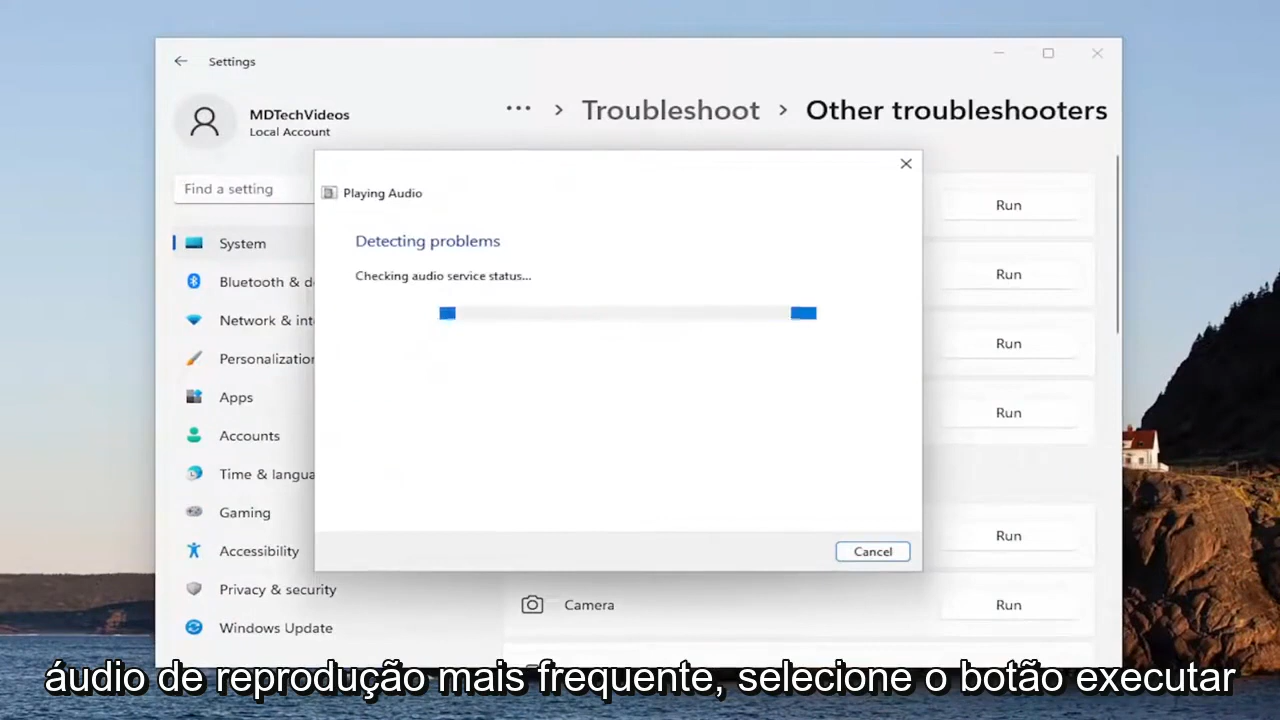 Settings
MDTechVideos
Local Account
··· > Troubleshoot > Other troubleshooters
Find a setting
Playing Audio
Run
System
Detecting problems
Checking audio service status...
Bluetooth & d
Run
Network & int
Run
Personalization
Apps
Run
Accounts
Time & langua
Gaming
Run
Accessibility
Cancel
Privacy & security
Camera
Run
Windows Update
áudio de reprodução mais frequente, selecione o botão executar